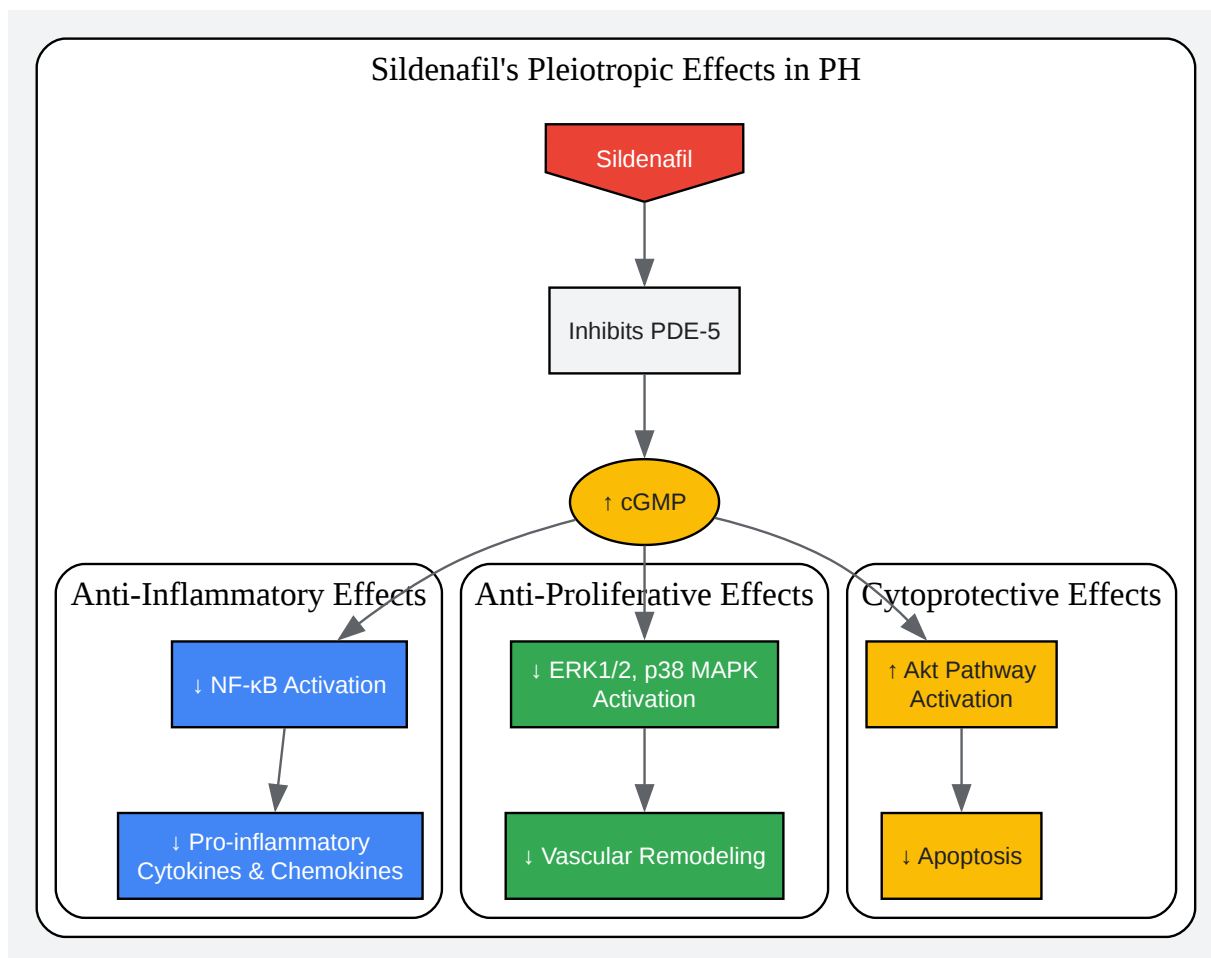 Sildenafil's Pleiotropic Effects in PH
Sildenafil
Inhibits PDE-5
↑ cGMP
Anti-Inflammatory Effects
↓ NF-κB Activation
↓ Pro-inflammatory
Cytokines & Chemokines
Anti-Proliferative Effects
↓ ERK1/2, p38 MAPK
Activation
↓ Vascular Remodeling
Cytoprotective Effects
↑ Akt Pathway
Activation
↓ Apoptosis